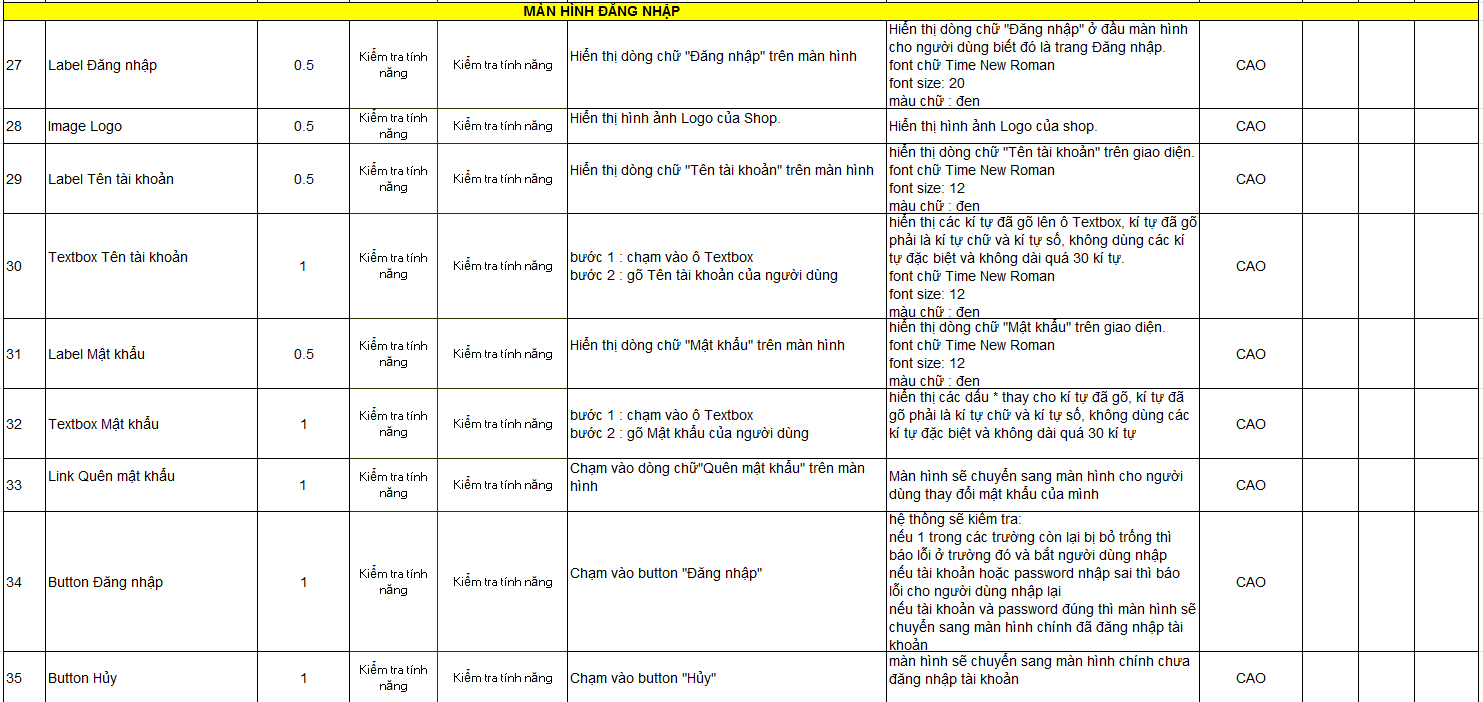 MÀN HÌNH ĐĂNG NHẬP
27
Label Đăng nhập
0.5
Kiểm tra tính
năng
Kiểm tra tính năng
Hiển thị dòng chữ "Đăng nhập" trên màn hình
Hiển thị dòng chữ "Đăng nhập" ở đầu màn hình
cho người dùng biết đó là trang Đăng nhập.
font chữ Time New Roman
font size: 20
màu chữ : đen
CAO
28
Image Logo
0.5
Kiểm tra tính
năng
Kiểm tra tính năng
Hiển thị hình ảnh Logo của Shop.
Hiển thị hình ảnh Logo của shop.
CAO
29
Label Tên tài khoản
0.5
Kiểm tra tính
năng
Kiểm tra tính năng
Hiển thị dòng chữ "Tên tài khoản" trên màn hình
hiển thị dòng chữ "Tên tài khoản" trên giao diện.
font chữ Time New Roman
font size: 12
màu chữ : đen
CAO
30
Textbox Tên tài khoản
1
Kiểm tra tính
năng
Kiểm tra tính năng
bước 1 : chạm vào ô Textbox
bước 2 : gõ Tên tài khoản của người dùng
hiển thị các kí tự đã gõ lên ô Textbox, kí tự đã gõ
phải là kí tự chữ và kí tự số, không dùng các kí
tự đặc biệt và không dài quá 30 kí tự.
font chữ Time New Roman
font size: 12
màu chữ : đen
CAO
31
Label Mật khẩu
0.5
Kiểm tra tính
năng
Kiểm tra tính năng
Hiển thị dòng chữ "Mật khẩu" trên màn hình
hiển thị dòng chữ "Mật khẩu" trên giao diện.
font chữ Time New Roman
font size: 12
màu chữ : đen
CAO
32
Textbox Mật khẩu
1
Kiểm tra tính
năng
Kiểm tra tính năng
bước 1 : chạm vào ô Textbox
bước 2 : gõ Mật khẩu của người dùng
hiển thị các dấu * thay cho kí tự đã gõ, kí tự đã
gõ phải là kí tự chữ và kí tự số, không dùng các
kí tự đặc biệt và không dài quá 30 kí tự
CAO
33
Link Quên mật khẩu
1
Kiểm tra tính
năng
Kiểm tra tính năng
Chạm vào dòng chữ"Quên mật khẩu" trên màn
hình
Màn hình sẽ chuyển sang màn hình cho người
dùng thay đổi mật khẩu của mình
CAO
34
Button Đăng nhập
1
Kiểm tra tính
năng
Kiểm tra tính năng
Chạm vào button "Đăng nhập"
hệ thống sẽ kiểm tra:
nếu 1 trong các trường còn lại bị bỏ trống thì
báo lỗi ở trường đó và bắt người dùng nhập
nếu tài khoản hoặc password nhập sai thì báo
lỗi cho người dùng nhập lại
nếu tài khoản và password đúng thì màn hình sẽ
chuyển sang màn hình chính đã đăng nhập tài
khoản
CAO
35
Button Hủy
1
Kiểm tra tính
năng
Kiểm tra tính năng
Chạm vào button "Hủy"
màn hình sẽ chuyển sang màn hình chính chưa
đăng nhập tài khoản
CAO